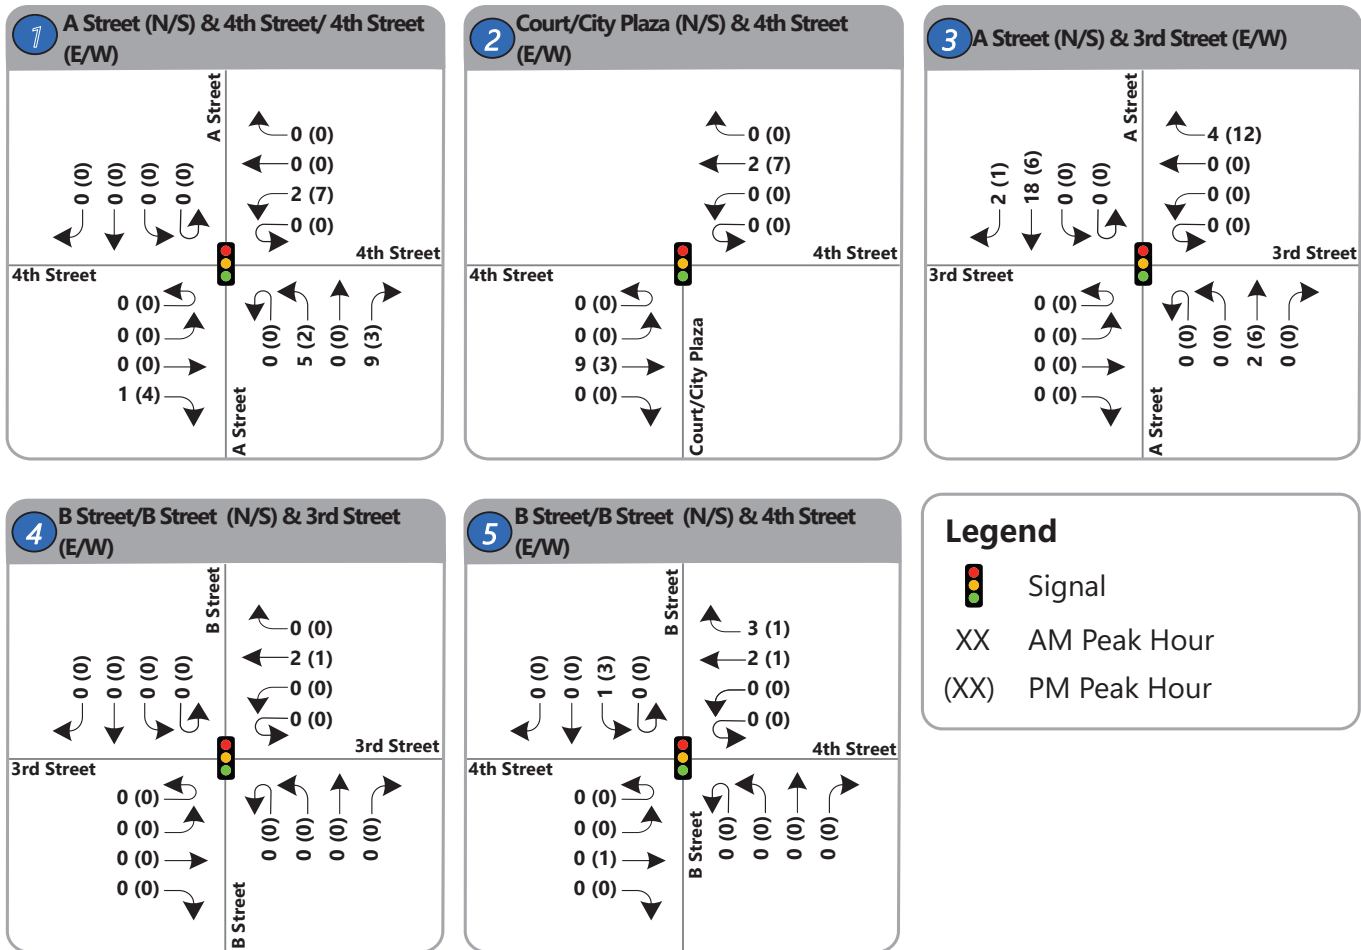 1
A Street (N/S) & 4th Street/ 4th Street
(E/W)
A Street
0 (0)
0 (0)
2 (7)
0 (0)
0 (0)
0 (0)
0 (0)
0 (0)
4th Street
4th Street
0 (0)
0 (0)
0 (0)
1 (4)
0 (0)
5 (2)
0 (0)
9 (3)
A Street
2
Court/City Plaza (N/S) & 4th Street
(E/W)
0 (0)
2 (7)
0 (0)
0 (0)
4th Street
4th Street
0 (0)
0 (0)
9 (3)
0 (0)
Court/City Plaza
3
A Street (N/S) & 3rd Street (E/W)
A Street
4 (12)
0 (0)
0 (0)
0 (0)
2 (1)
18 (6)
0 (0)
0 (0)
3rd Street
3rd Street
0 (0)
0 (0)
0 (0)
0 (0)
0 (0)
0 (0)
2 (6)
0 (0)
A Street
4
B Street/B Street (N/S) & 3rd Street
(E/W)
B Street
0 (0)
2 (1)
0 (0)
0 (0)
0 (0)
0 (0)
0 (0)
0 (0)
3rd Street
3rd Street
0 (0)
0 (0)
0 (0)
0 (0)
0 (0)
0 (0)
0 (0)
0 (0)
B Street
5
B Street/B Street (N/S) & 4th Street
(E/W)
B Street
3 (1)
2 (1)
0 (0)
0 (0)
0 (0)
0 (0)
1 (3)
0 (0)
4th Street
4th Street
0 (0)
0 (0)
0 (1)
0 (0)
0 (0)
0 (0)
0 (0)
0 (0)
B Street
Legend
Signal
XX AM Peak Hour
(XX) PM Peak Hour